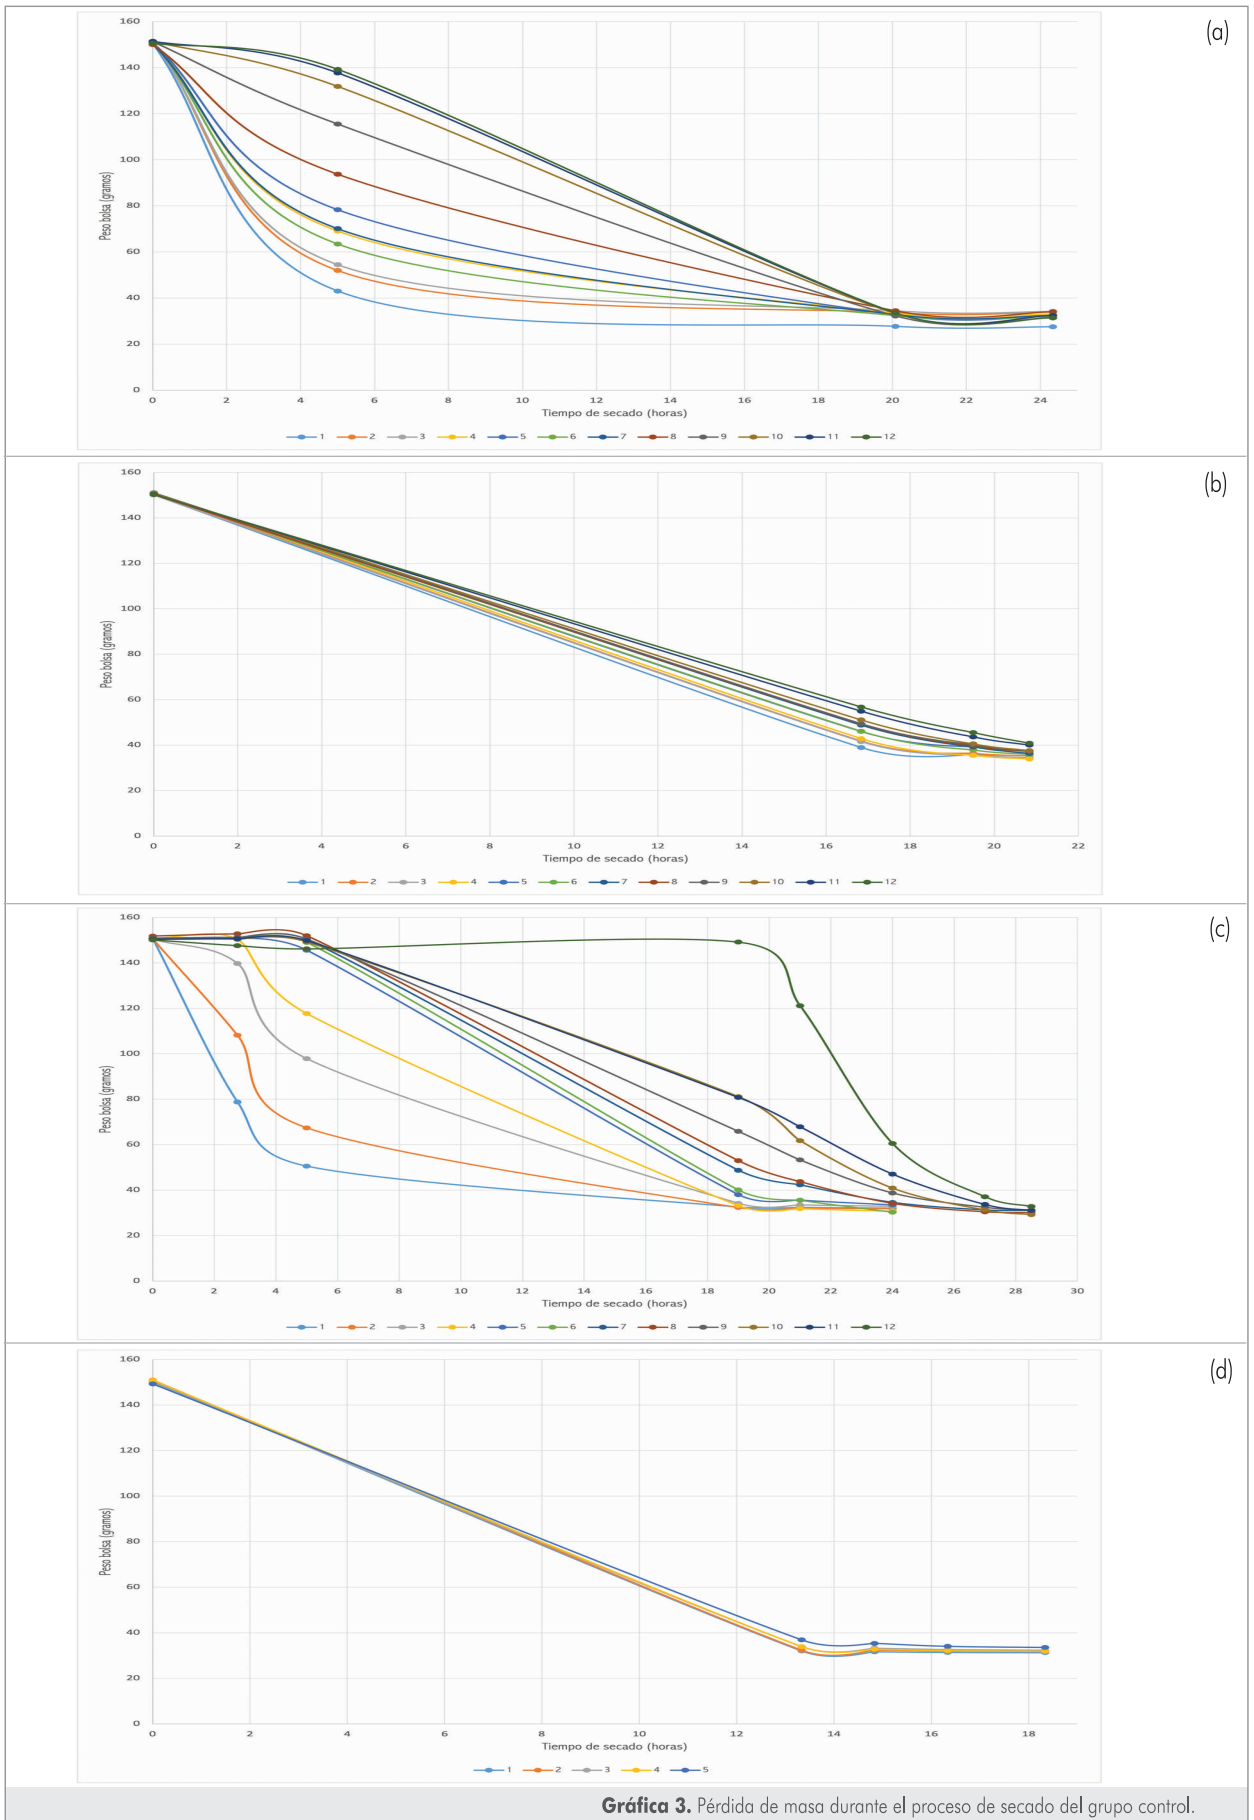 (a)
160
140
120
100
80
60
40
20
0
Peso bolsa (gramos)
0 2 4 6 8 10 12 14 16 18 20 22 24
Tiempo de secado (horas)
1 2 3 4 5 6 7 8 9 10 11 12
(b)
160
140
120
100
80
60
40
20
0
Peso bolsa (gramos)
0 2 4 6 8 10 12 14 16 18 20 22
Tiempo de secado (horas)
1 2 3 4 5 6 7 8 9 10 11 12
(c)
160
140
120
100
80
60
40
20
0
Peso bolsa (gramos)
0 2 4 6 8 10 12 14 16 18 20 22 24 26 28 30
Tiempo de secado (horas)
1 2 3 4 5 6 7 8 9 10 11 12
(d)
160
140
120
100
80
60
40
20
0
Peso bolsa (gramos)
0 2 4 6 8 10 12 14 16 18
Tiempo de secado (horas)
1 2 3 4 5
Gráfica 3. Pérdida de masa durante el proceso de secado del grupo control.